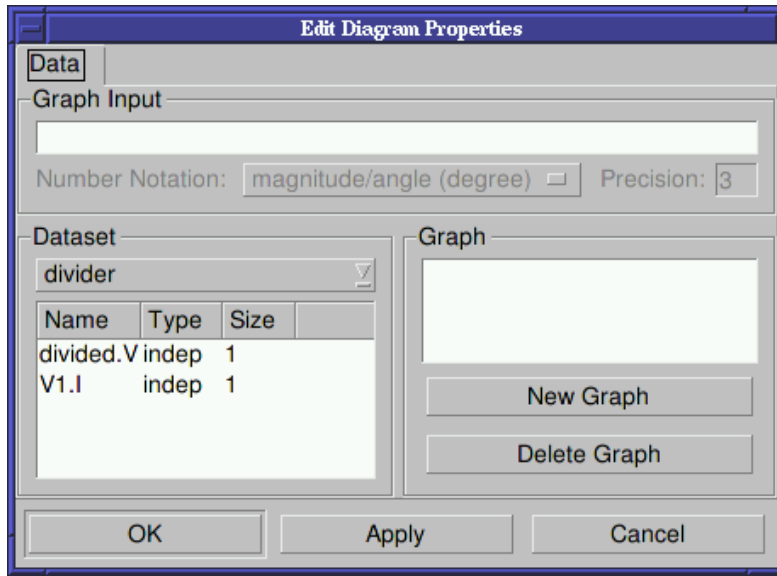 Edit Diagram Properties
Data
Graph Input
Number Notation: magnitude/angle (degree) Precision: 3
Dataset
divider
Name Type Size
divided.V indep 1
V1.I indep 1
Graph
New Graph
Delete Graph
OK Apply Cancel